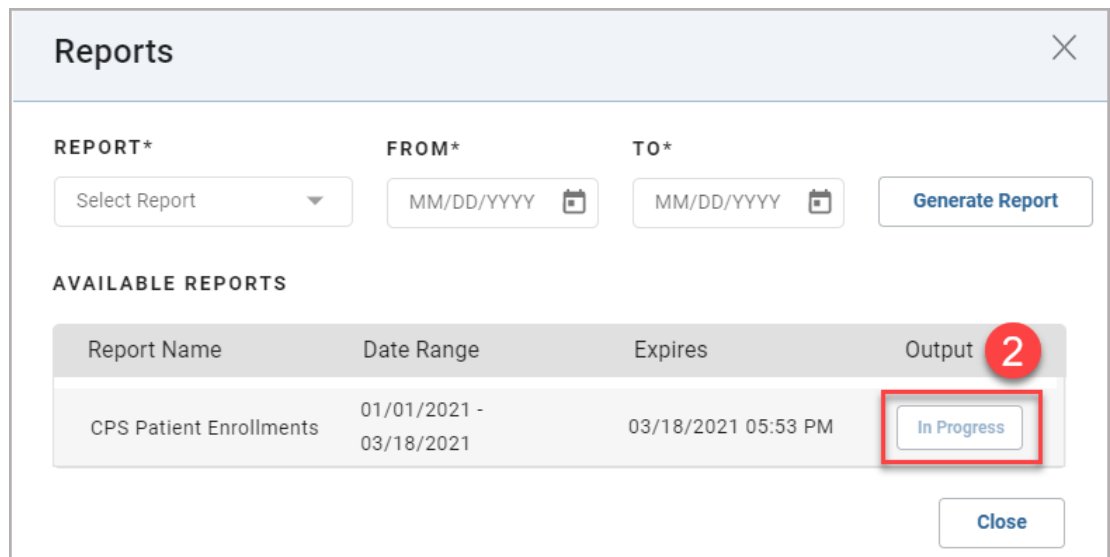 Reports
REPORT* FROM* TO*
Select Report MM/DD/YYYY MM/DD/YYYY Generate Report
AVAILABLE REPORTS
Report Name Date Range Expires Output 2
CPS Patient Enrollments 01/01/2021 - 03/18/2021 05:53 PM In Progress
03/18/2021
Close